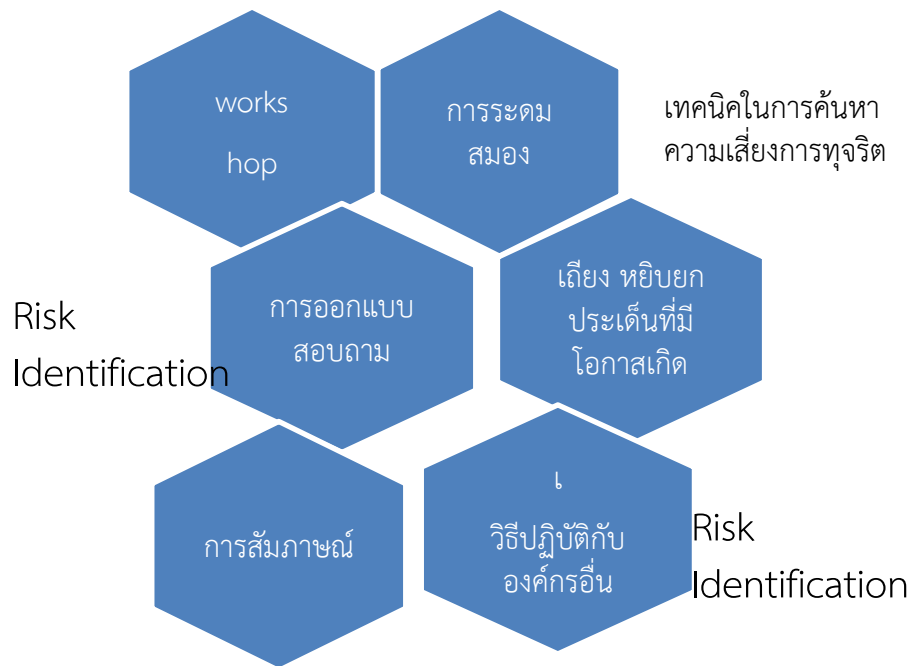 works
hop
การระดม
สมอง
เทคนิคในการค้นหา
ความเสี่ยงการทุจริต
Risk
Identification
การออกแบบ
สอบถาม
เถียง หยิบยก
ประเด็นที่มี
โอกาสเกิด
การสัมภาษณ์
เ
วิธีปฏิบัติกับ
องค์กรอื่น
Risk
Identification